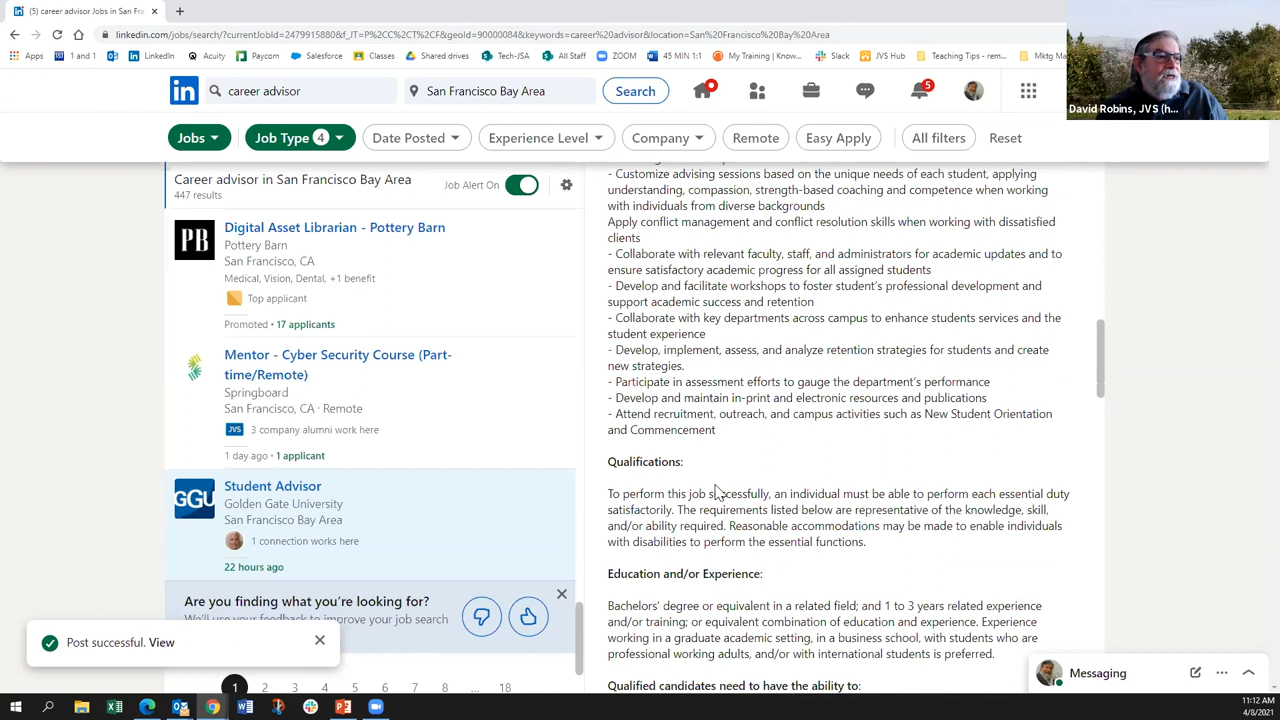 (5) career advisor Jobs in San Fra
linkedin.com/jobs/search/?currentJobId=2479915880&f_JT=P%2CC%2CT%2CF&geoId=90000084&keywords=career%20advisor&location=San%20Francisco%20Bay%20Area
Apps 1 and 1 LinkedIn Acuity Paycom Salesforce Classes Shared drives Tech-JSA All Staff ZOOM 45 MIN 1:1 My Training | Know... Slack JVS Hub Teaching Tips - rem... Mktg Ma
David Robins, JVS (h...
in career advisor San Francisco Bay Area Search 5
Jobs Job Type 4 Date Posted Experience Level Company Remote Easy Apply All filters Reset
Career advisor in San Francisco Bay Area
447 results
Job Alert On
PB
Digital Asset Librarian - Pottery Barn
Pottery Barn
San Francisco, CA
Medical, Vision, Dental, +1 benefit
Top applicant
Promoted • 17 applicants
Mentor - Cyber Security Course (Part-
time/Remote)
Springboard
San Francisco, CA · Remote
JVS 3 company alumni work here
1 day ago • 1 applicant
GGU
Student Advisor
Golden Gate University
San Francisco Bay Area
1 connection works here
22 hours ago
Are you finding what you're looking for?
We'll use your feedback to improve your job search
Post successful. View
1 2 3 4 5 6 7 8 ... 18
- Customize advising sessions based on the unique needs of each student, applying
understanding, compassion, strength-based coaching and competence when working
with individuals from diverse backgrounds
Apply conflict management and conflict resolution skills when working with dissatisfied
clients
- Collaborate with relevant faculty, staff, and administrators for academic updates and to
ensure satisfactory academic progress for all assigned students
- Develop and facilitate workshops to foster student's professional development and
support academic success and retention
- Collaborate with key departments across campus to enhance students services and the
student experience
- Develop, implement, assess, and analyze retention strategies for students and create
new strategies.
- Participate in assessment efforts to gauge the department's performance
- Develop and maintain in-print and electronic resources and publications
- Attend recruitment, outreach, and campus activities such as New Student Orientation
and Commencement
Qualifications:
To perform this job successfully, an individual must be able to perform each essential duty
satisfactorily. The requirements listed below are representative of the knowledge, skill,
and/or ability required. Reasonable accommodations may be made to enable individuals
with disabilities to perform the essential functions.
Education and/or Experience:
Bachelors' degree or equivalent in a related field; and 1 to 3 years related experience
and/or training; or equivalent combination of education and experience. Experience
working in a graduate academic setting, in a business school, with students who are
professional working adults, and/or with international students is preferred.
Qualified candidates need to have the ability to:
Messaging
11:12 AM
4/8/2021